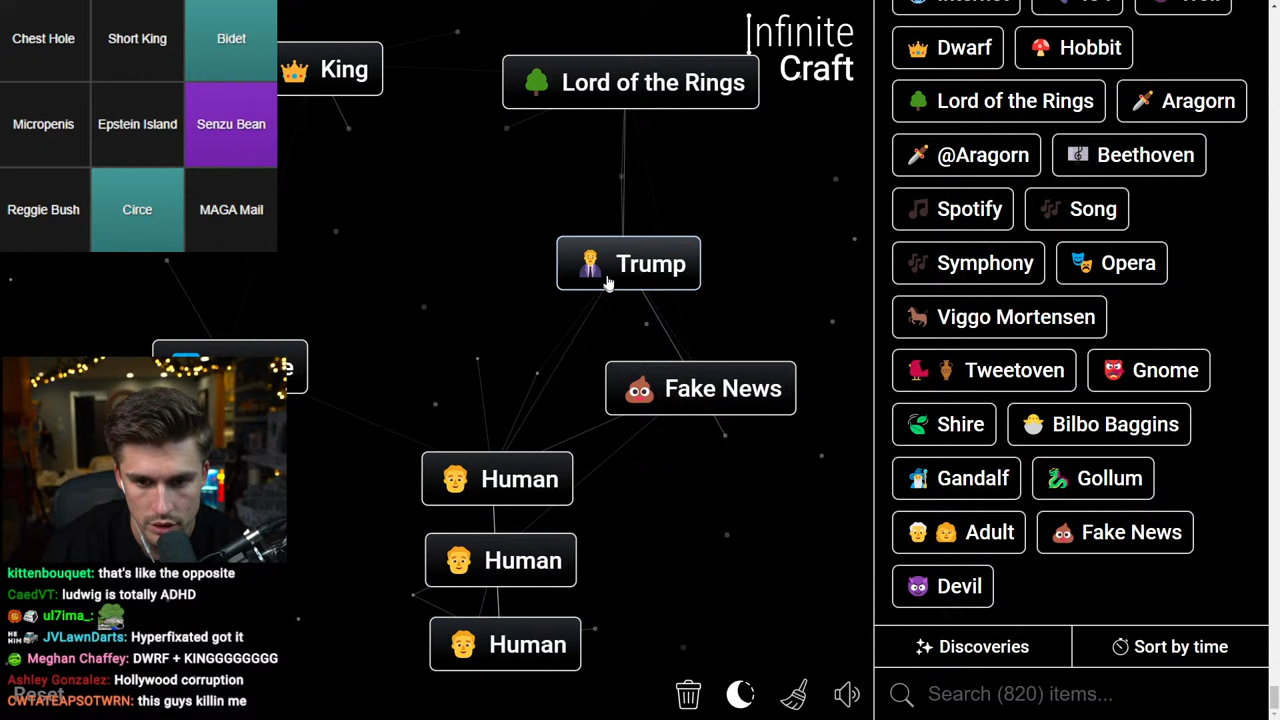 Chest Hole
Short King
Bidet
Micropenis
Epstein Island
Senzu Bean
Reggie Bush
Circe
MAGA Mail
King
Lord of the Rings
Infinite
Craft
Trump
Fake News
Human
Human
Human
Dwarf
Hobbit
Lord of the Rings
Aragorn
@Aragorn
Beethoven
Spotify
Song
Symphony
Opera
Viggo Mortensen
Tweetoven
Gnome
Shire
Bilbo Baggins
Gandalf
Gollum
Adult
Fake News
Devil
Discoveries
Sort by time
Search (820) items...
kittenbouquet: that's like the opposite
CaedVT: ludwig is totally ADHD
ul7ima_:
JVLawnDarts: Hyperfixated got it
Meghan Chaffey: DWRF + KINGGGGGGGG
Ashley Gonzalez: Hollywood corruption
CWTATEAPSOTWRN: this guys killin me
Reset